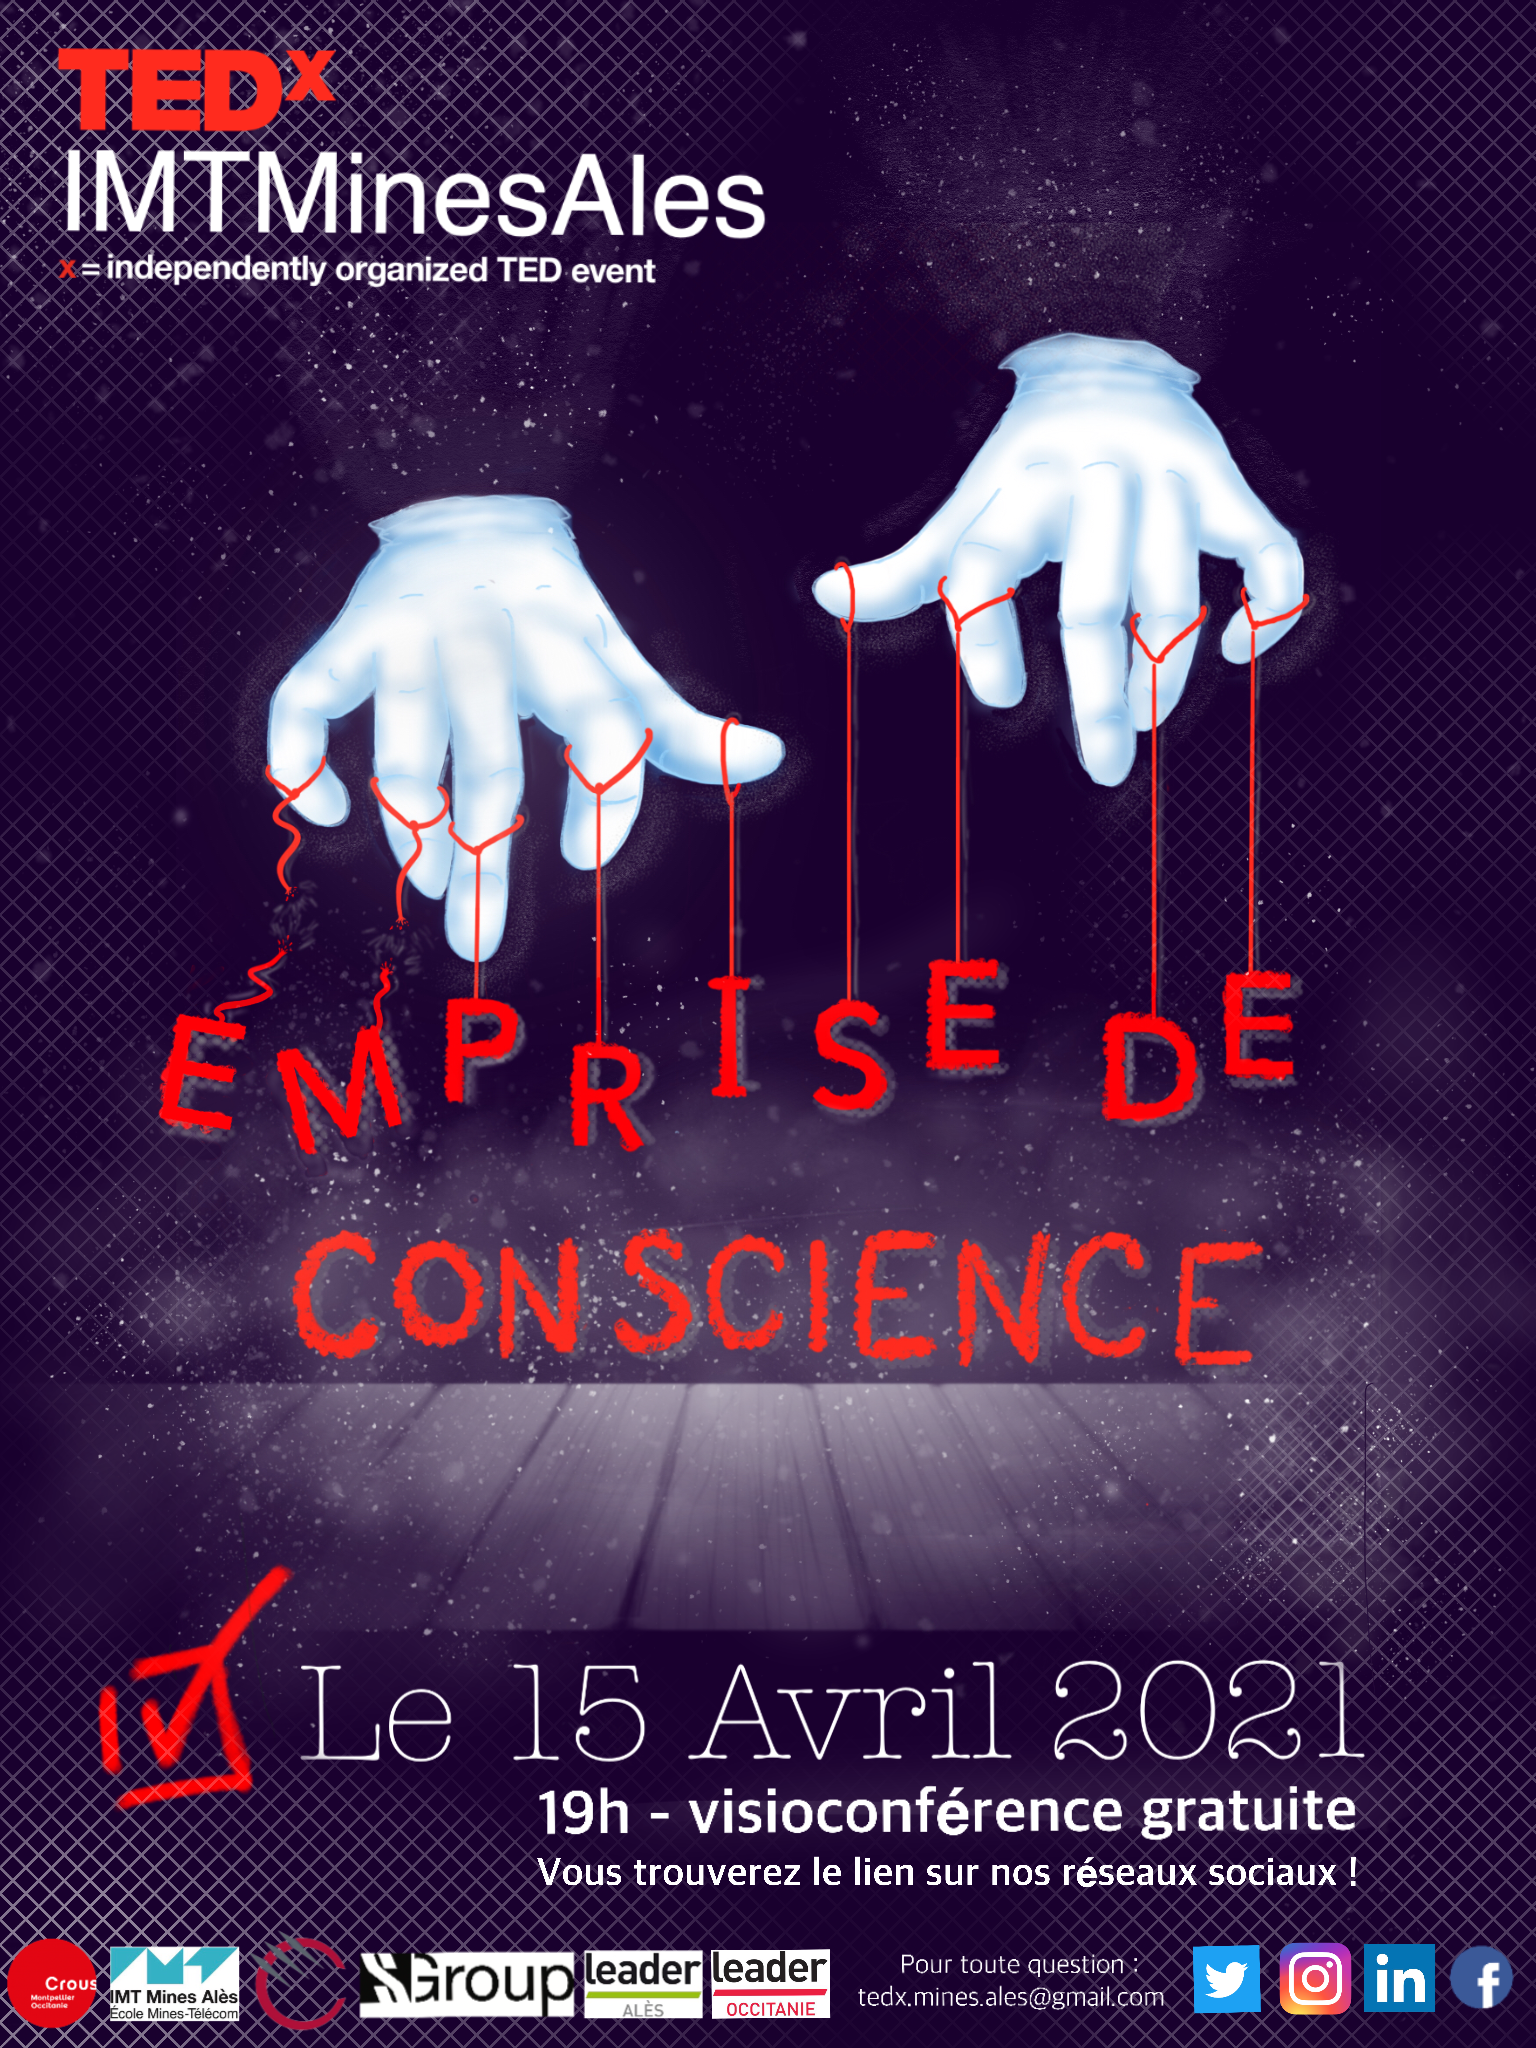 TEDx
IMTMinesAles
x = independently organized TED event
EMPRISE DE
CONSCIENCE
Le 15 Avril 2021
19h - visioconférence gratuite
Vous trouverez le lien sur nos réseaux sociaux !
Crous
Montpellier
Occitanie
IMT Mines Alès
École Mines-Télécom
Group
leader
ALÈS
leader
OCCITANIE
Pour toute question :
tedx.mines.ales@gmail.com
in
f